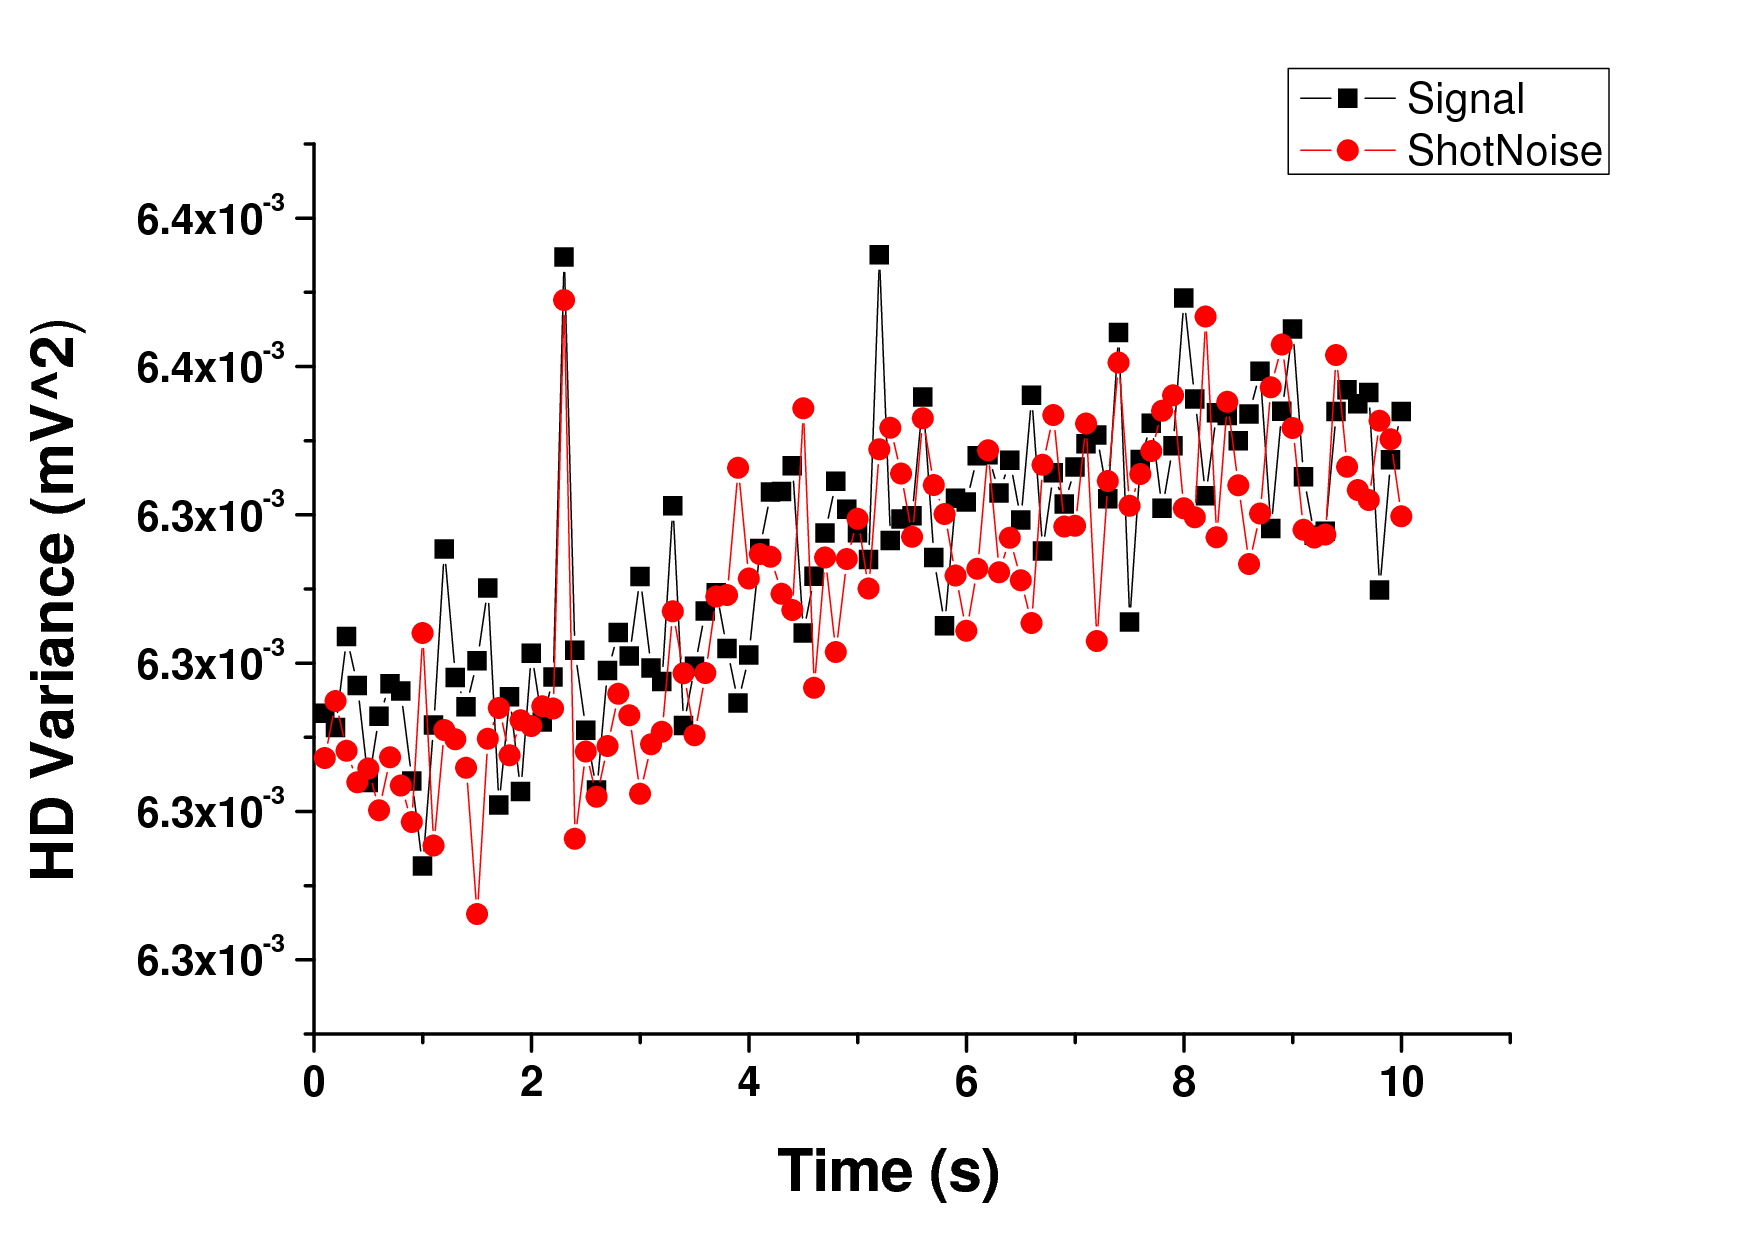 Signal
ShotNoise
6.4x10-3
6.4x10-3
6.3x10-3
6.3x10-3
6.3x10-3
6.3x10-3
HD Variance (mV^2)
0 2 4 6 8 10
Time (s)